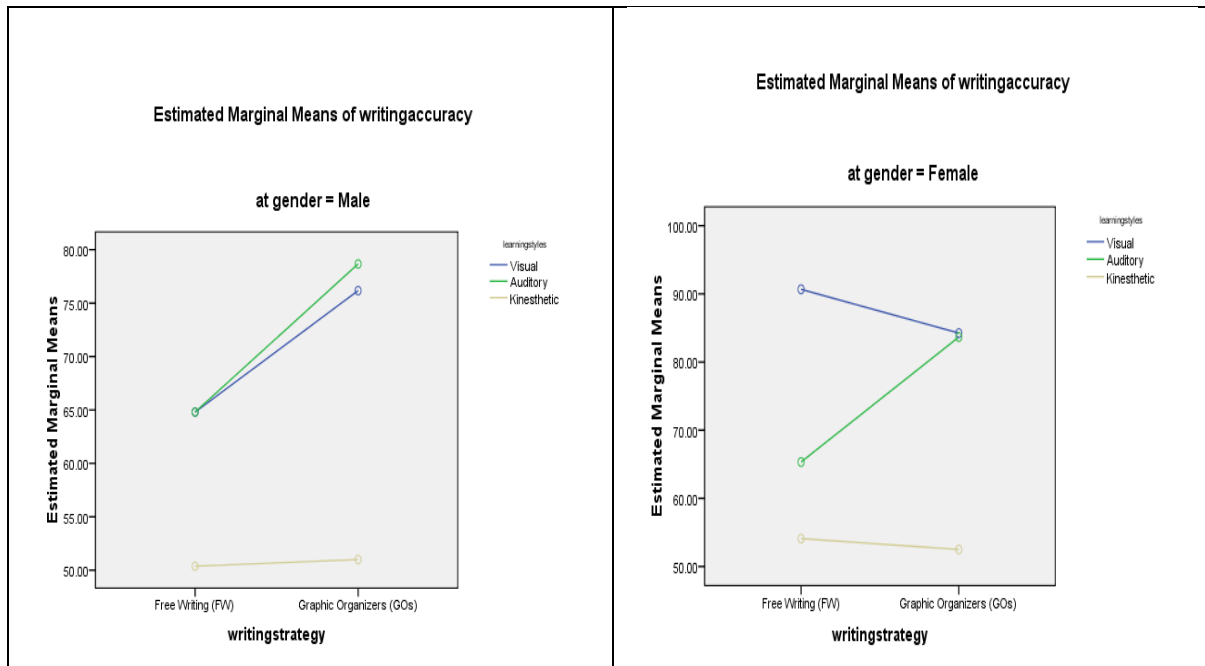 Estimated Marginal Means of writingaccuracy
at gender = Male
learningstyles
Visual
Auditory
Kinesthetic
Estimated Marginal Means
80.00
75.00
70.00
65.00
60.00
55.00
50.00
Free Writing (FW)
Graphic Organizers (GOs)
writingstrategy
Estimated Marginal Means of writingaccuracy
at gender = Female
learningstyles
Visual
Auditory
Kinesthetic
Estimated Marginal Means
100.00
90.00
80.00
70.00
60.00
50.00
Free Writing (FW)
Graphic Organizers (GOs)
writingstrategy